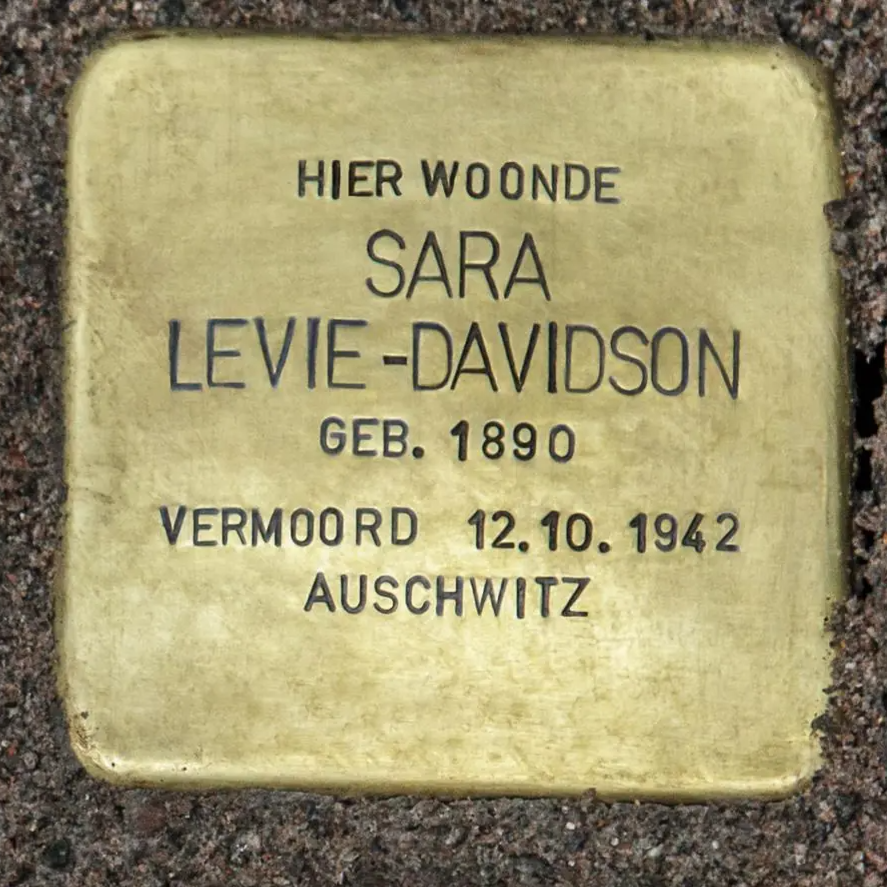 HIER WOONDE
SARA
LEVIE-DAVIDSON
GEB. 1890
VERMOORD 12.10.1942
AUSCHWITZ